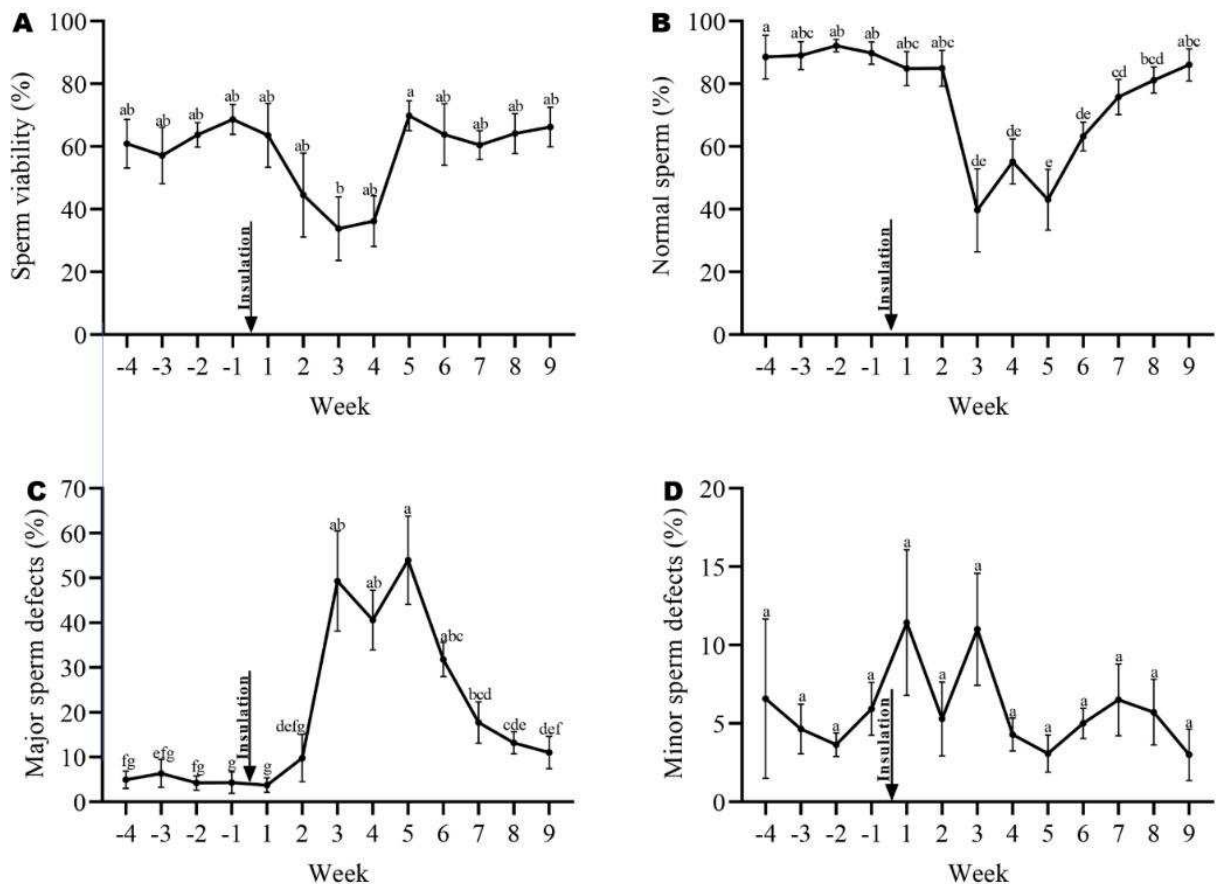 A
Sperm viability (%)
100
80
60
40
20
0
ab ab ab ab ab ab b ab a ab ab ab ab
Insulation
-4 -3 -2 -1 1 2 3 4 5 6 7 8 9
Week
B
Normal sperm (%)
100
80
60
40
20
0
a abc ab ab abc abc de de e de cd bcd abc
Insulation
-4 -3 -2 -1 1 2 3 4 5 6 7 8 9
Week
C
Major sperm defects (%)
70
60
50
40
30
20
10
0
fg efg fg g g defg ab ab a abc bcd cde def
Insulation
-4 -3 -2 -1 1 2 3 4 5 6 7 8 9
Week
D
Minor sperm defects (%)
20
15
10
5
0
a a a a a a a a a a a a a
Insulation
-4 -3 -2 -1 1 2 3 4 5 6 7 8 9
Week